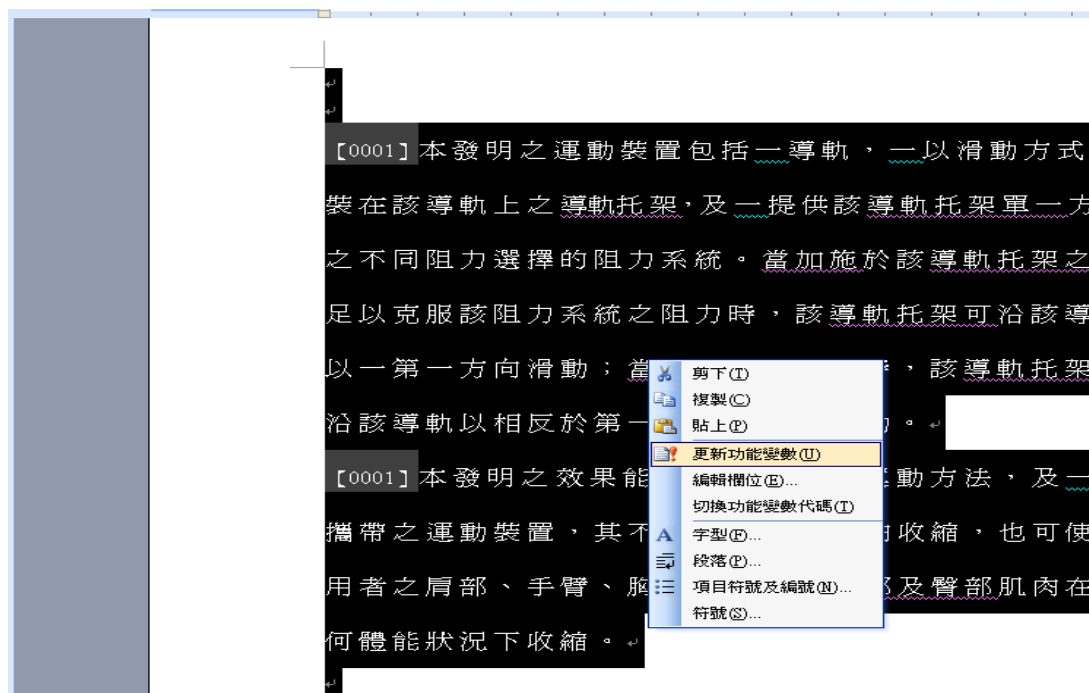 【0001】本發明之運動裝置包括一導軌，一以滑動方式
裝在該導軌上之導軌托架，及一提供該導軌托架單一方
之不同阻力選擇的阻力系統。當加施於該導軌托架之
足以克服該阻力系統之阻力時，該導軌托架可沿該導
以一第一方向滑動；當，該導軌托架
沿該導軌以相反於第一。
【0001】本發明之效果能運動方法，及一
攜帶之運動裝置，其不收縮，也可使
用者之肩部、手臂、胸部及臀部肌肉在
何體能狀況下收縮。
剪下(T)
複製(C)
貼上(P)
更新功能變數(U)
編輯欄位(E)...
切換功能變數代碼(T)
字型(F)...
段落(P)...
項目符號及編號(N)...
符號(S)...